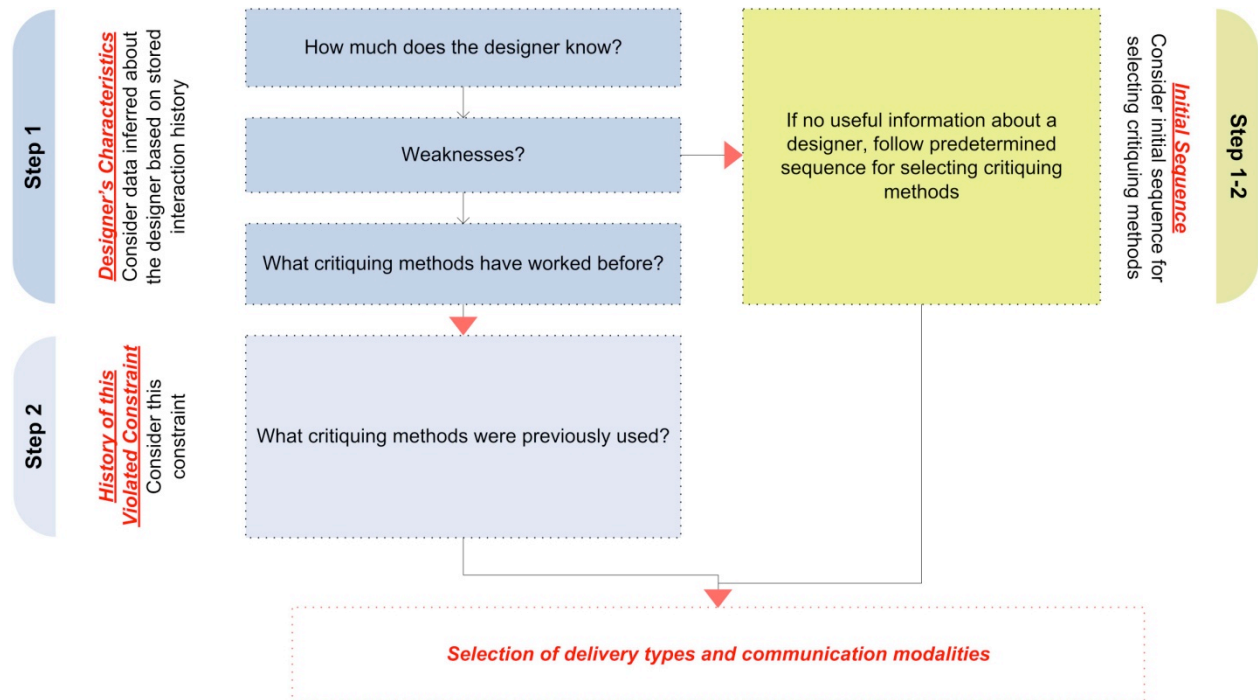 Step 1
Designer's Characteristics
Consider data inferred about
the designer based on stored
interaction history
How much does the designer know?
Weaknesses?
What critiquing methods have worked before?
If no useful information about a
designer, follow predetermined
sequence for selecting critiquing
methods
Step 1-2
Initial Sequence
Consider initial sequence for
selecting critiquing methods
Step 2
History of this
Violated Constraint
Consider this
constraint
What critiquing methods were previously used?
Selection of delivery types and communication modalities